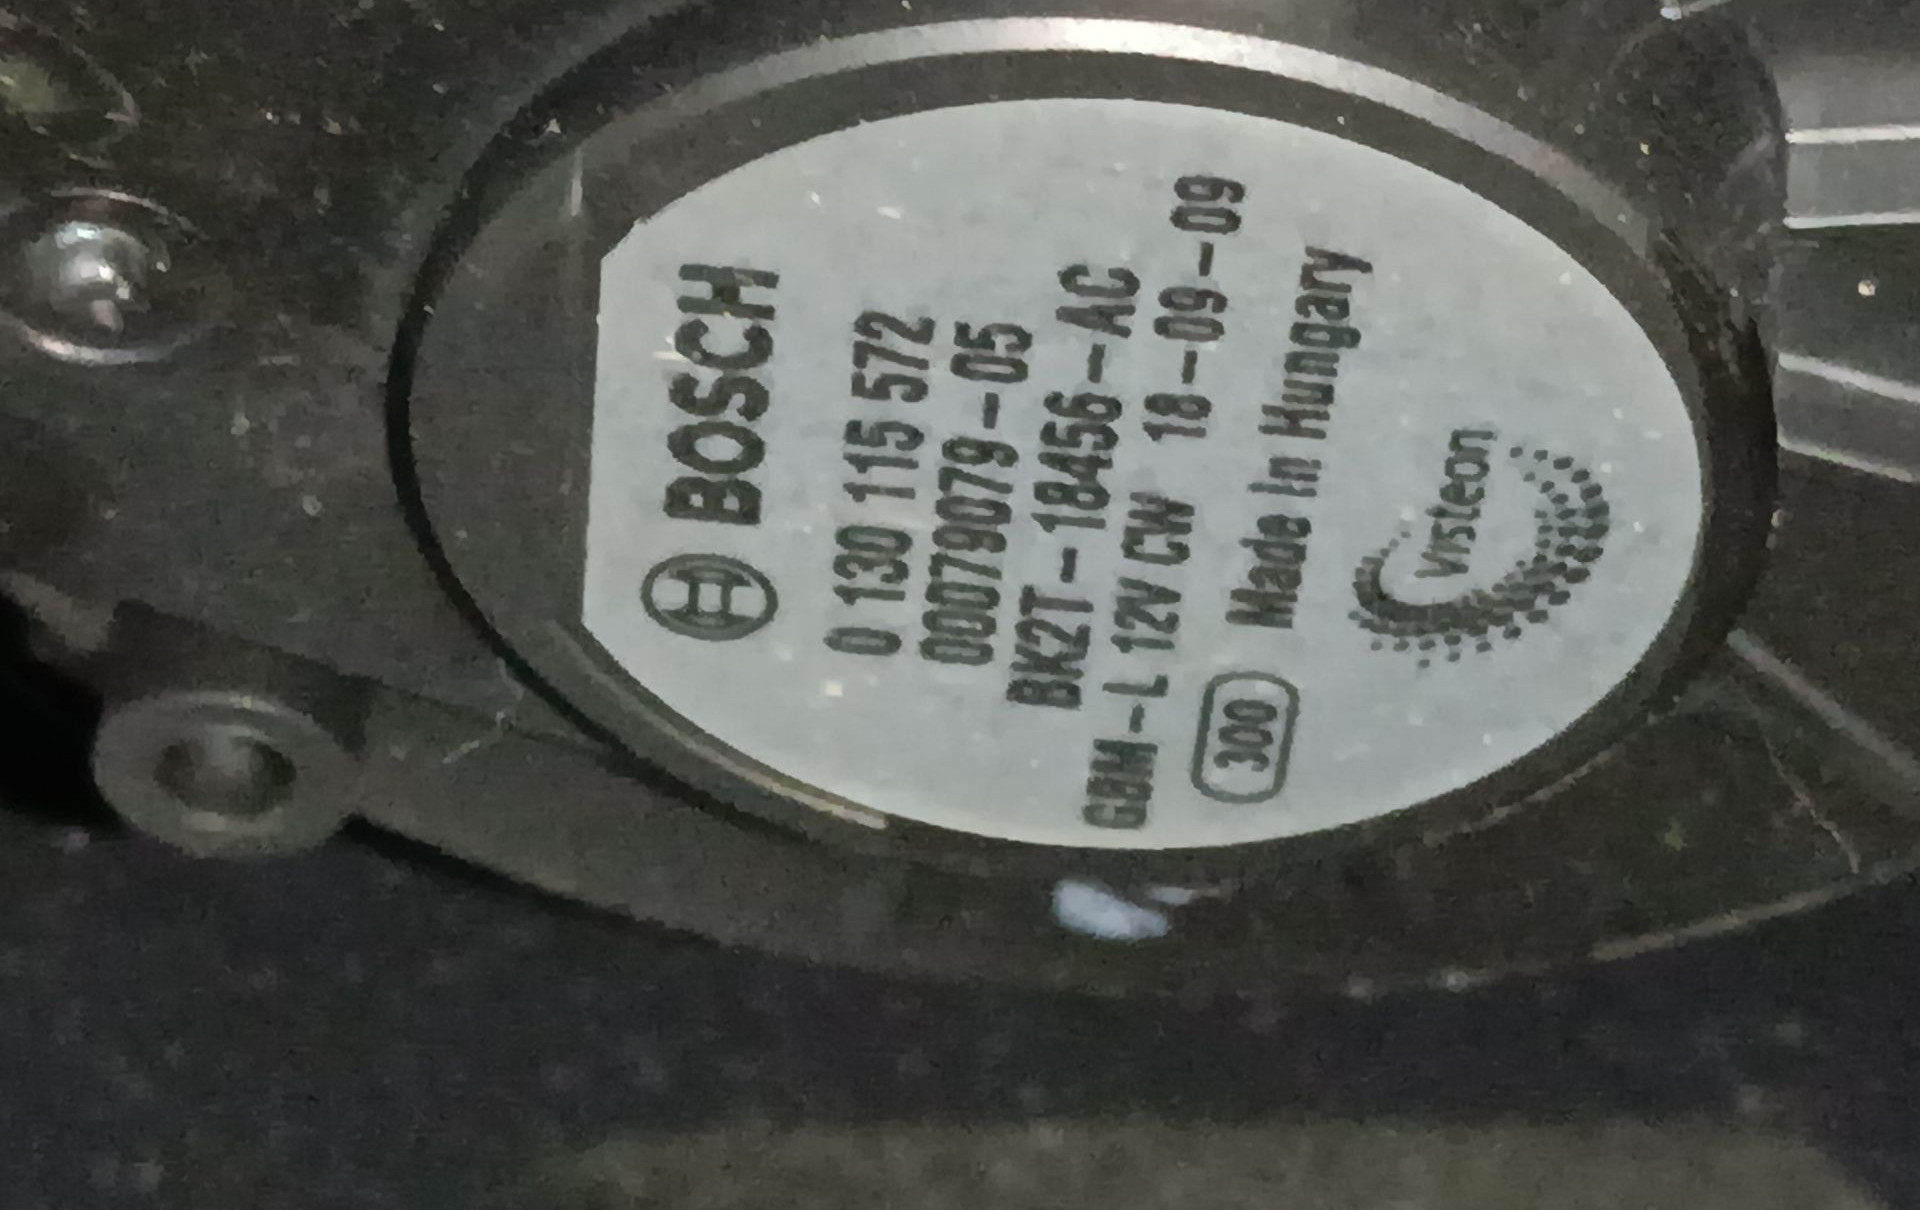 BOSCH
0 130 115 572
00079079-05
BK2T-18456-AC
GBM-L 12V CW 18-09-09
300 Made In Hungary
Visteon